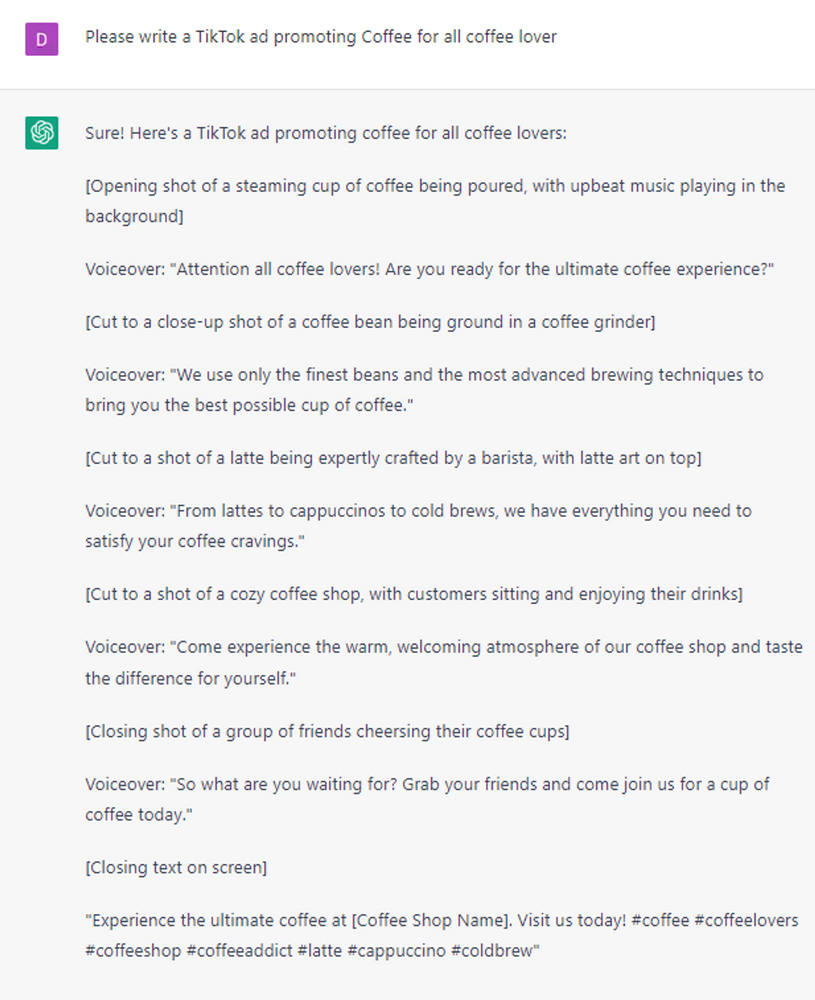 D
Please write a TikTok ad promoting Coffee for all coffee lover
Sure! Here's a TikTok ad promoting coffee for all coffee lovers:
[Opening shot of a steaming cup of coffee being poured, with upbeat music playing in the
background]
Voiceover: "Attention all coffee lovers! Are you ready for the ultimate coffee experience?"
[Cut to a close-up shot of a coffee bean being ground in a coffee grinder]
Voiceover: "We use only the finest beans and the most advanced brewing techniques to
bring you the best possible cup of coffee."
[Cut to a shot of a latte being expertly crafted by a barista, with latte art on top]
Voiceover: "From lattes to cappuccinos to cold brews, we have everything you need to
satisfy your coffee cravings."
[Cut to a shot of a cozy coffee shop, with customers sitting and enjoying their drinks]
Voiceover: "Come experience the warm, welcoming atmosphere of our coffee shop and taste
the difference for yourself."
[Closing shot of a group of friends cheersing their coffee cups]
Voiceover: "So what are you waiting for? Grab your friends and come join us for a cup of
coffee today."
[Closing text on screen]
"Experience the ultimate coffee at [Coffee Shop Name]. Visit us today! #coffee #coffeelovers
#coffeeshop #coffeeaddict #latte #cappuccino #coldbrew"